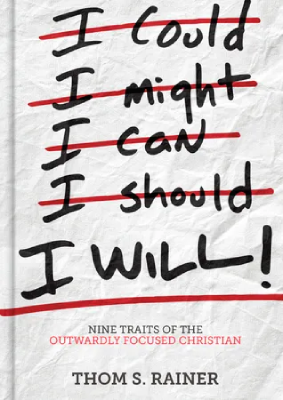 I Could
I might
I can
I should
I WILL!
NINE TRAITS OF THE
OUTWARDLY FOCUSED CHRISTIAN
THOM S. RAINER